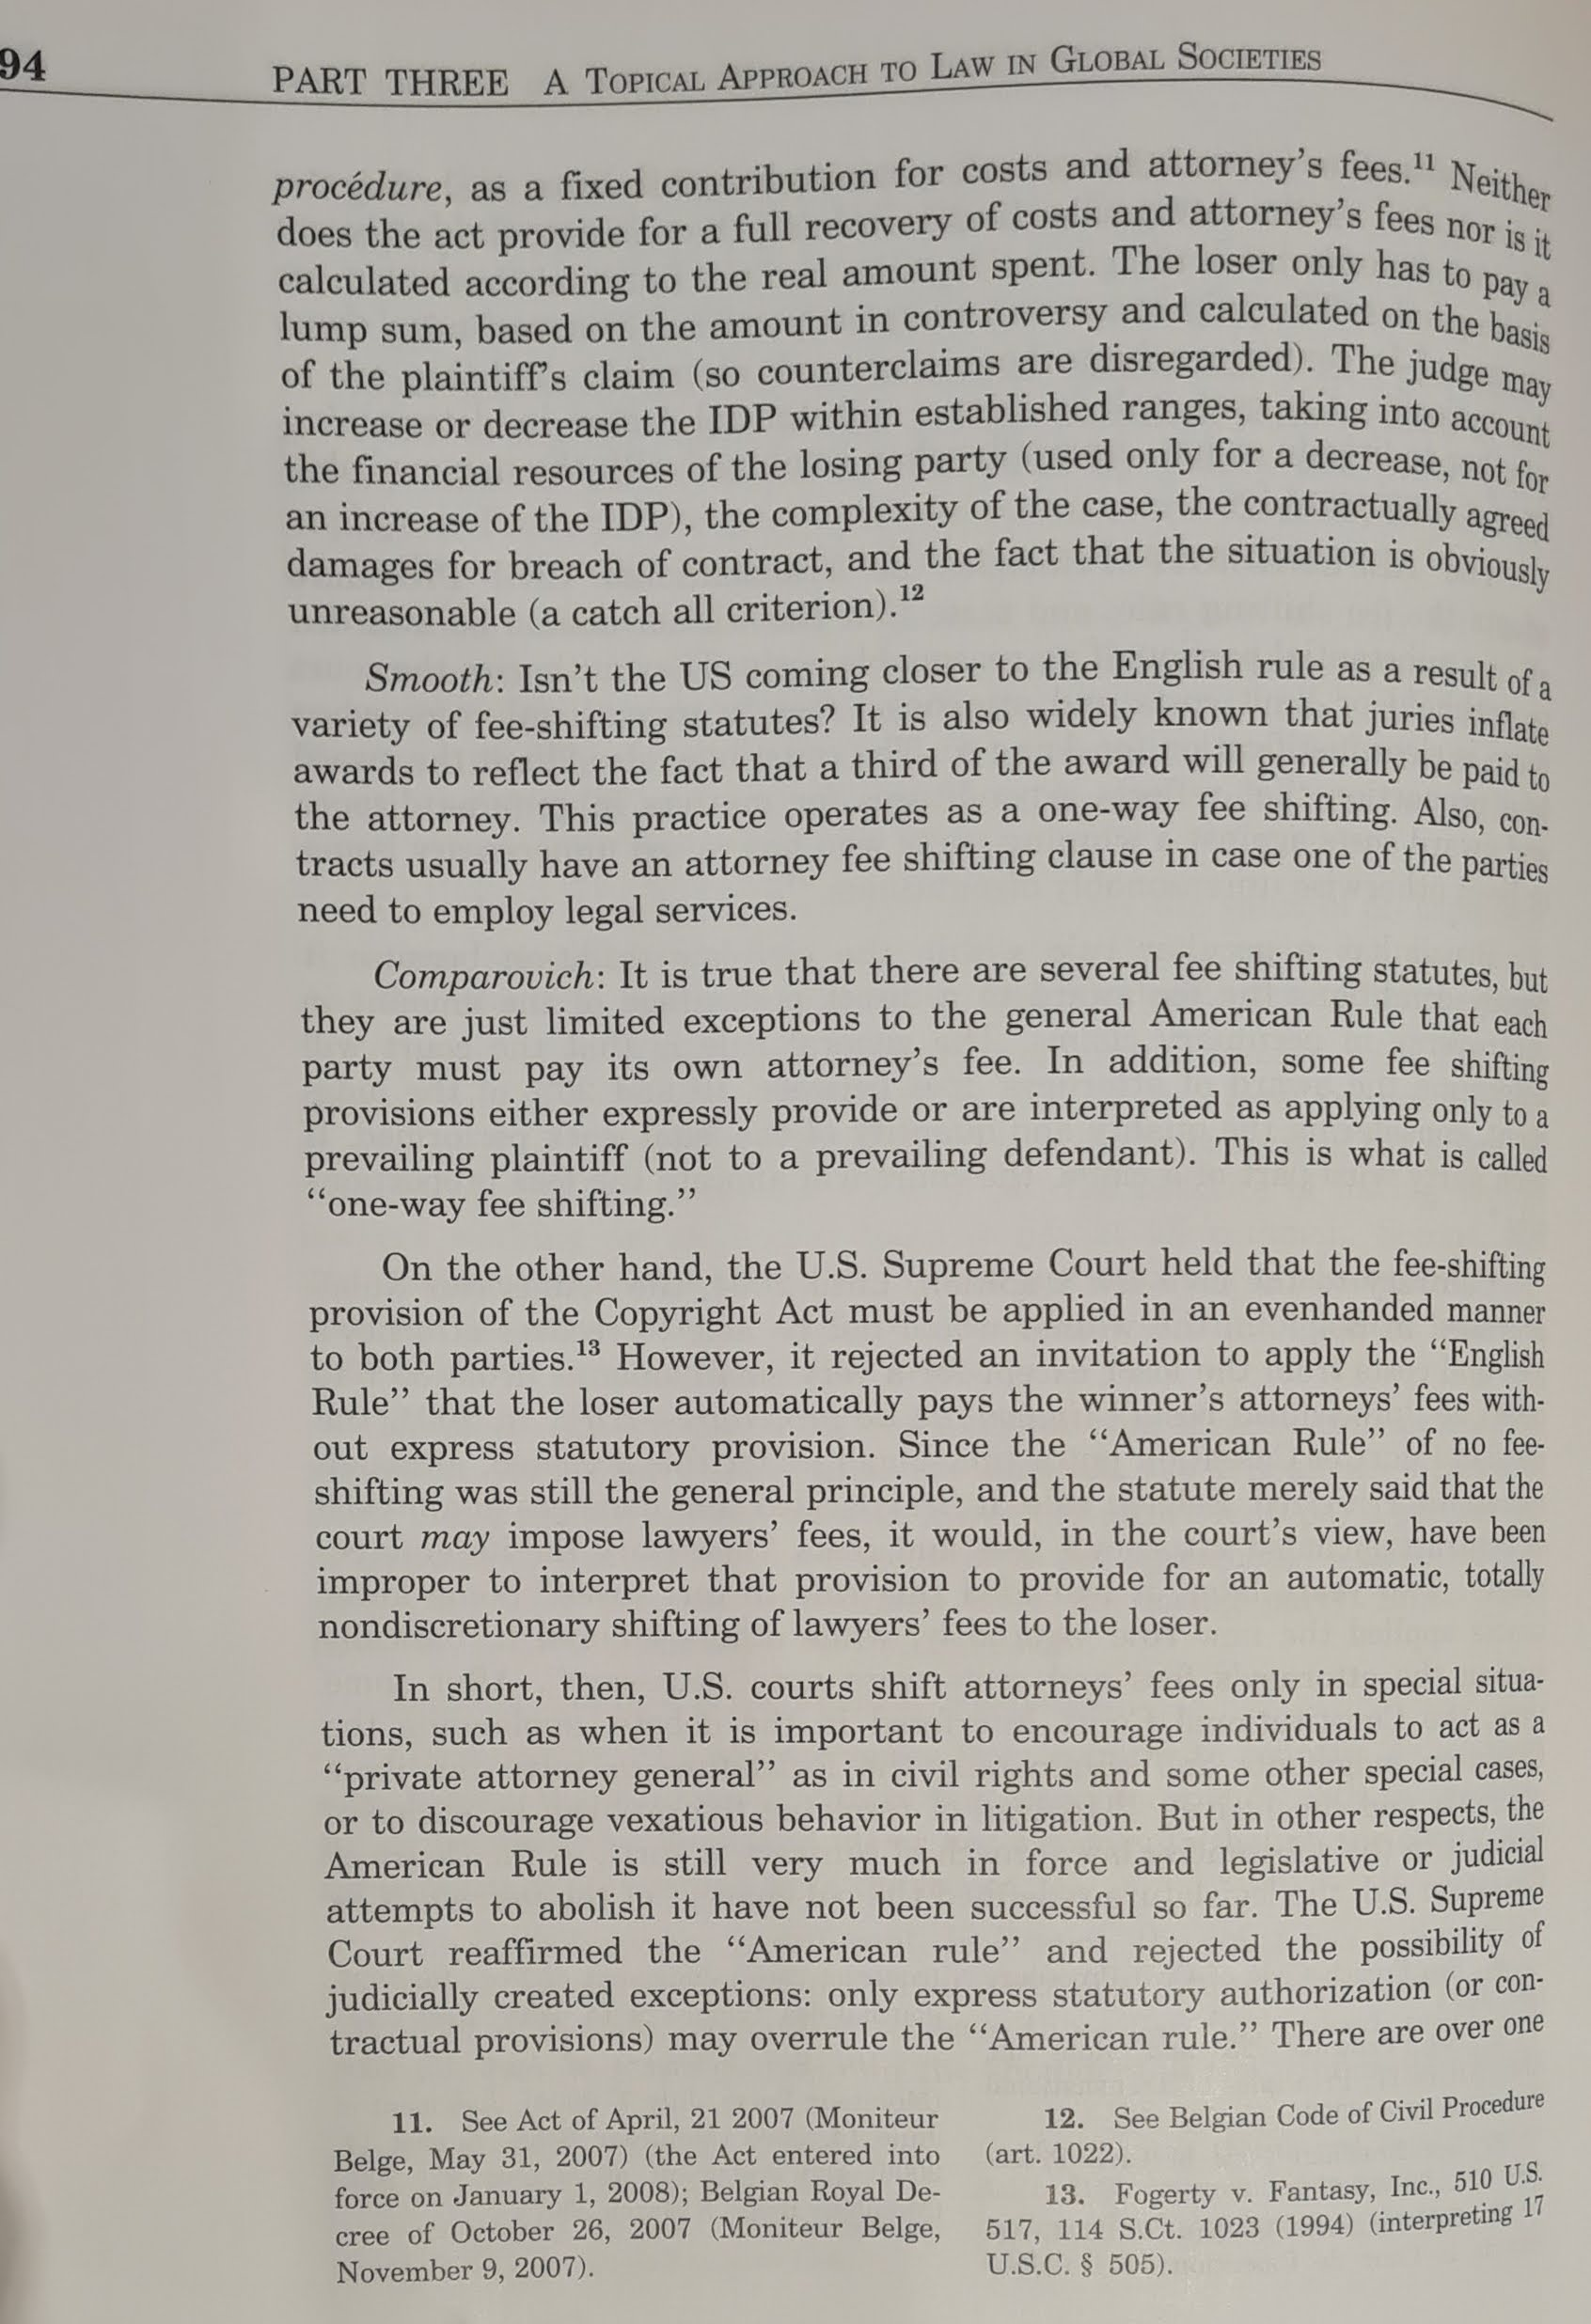 94
PART THREE A TOPICAL APPROACH TO LAW IN GLOBAL SOCIETIES
procédure, as a fixed contribution for costs and attorney's fees.11 Neither
does the act provide for a full recovery of costs and attorney's fees nor is it
calculated according to the real amount spent. The loser only has to pay a
lump sum, based on the amount in controversy and calculated on the basis
of the plaintiff's claim (so counterclaims are disregarded). The judge may
increase or decrease the IDP within established ranges, taking into account
the financial resources of the losing party (used only for a decrease, not for
an increase of the IDP), the complexity of the case, the contractually agreed
damages for breach of contract, and the fact that the situation is obviously
unreasonable (a catch all criterion).12
Smooth: Isn't the US coming closer to the English rule as a result of a
variety of fee-shifting statutes? It is also widely known that juries inflate
awards to reflect the fact that a third of the award will generally be paid to
the attorney. This practice operates as a one-way fee shifting. Also, con-
tracts usually have an attorney fee shifting clause in case one of the parties
need to employ legal services.
Comparovich: It is true that there are several fee shifting statutes, but
they are just limited exceptions to the general American Rule that each
party must pay its own attorney's fee. In addition, some fee shifting
provisions either expressly provide or are interpreted as applying only to a
prevailing plaintiff (not to a prevailing defendant). This is what is called
‘‘one-way fee shifting.’’
On the other hand, the U.S. Supreme Court held that the fee-shifting
provision of the Copyright Act must be applied in an evenhanded manner
to both parties.13 However, it rejected an invitation to apply the ‘‘English
Rule’’ that the loser automatically pays the winner's attorneys' fees with-
out express statutory provision. Since the ‘‘American Rule’’ of no fee-
shifting was still the general principle, and the statute merely said that the
court may impose lawyers' fees, it would, in the court's view, have been
improper to interpret that provision to provide for an automatic, totally
nondiscretionary shifting of lawyers' fees to the loser.
In short, then, U.S. courts shift attorneys' fees only in special situa-
tions, such as when it is important to encourage individuals to act as a
‘‘private attorney general’’ as in civil rights and some other special cases,
or to discourage vexatious behavior in litigation. But in other respects, the
American Rule is still very much in force and legislative or judicial
attempts to abolish it have not been successful so far. The U.S. Supreme
Court reaffirmed the ‘‘American rule’’ and rejected the possibility of
judicially created exceptions: only express statutory authorization (or con-
tractual provisions) may overrule the ‘‘American rule.’’ There are over one
11. See Act of April, 21 2007 (Moniteur
Belge, May 31, 2007) (the Act entered into
force on January 1, 2008); Belgian Royal De-
cree of October 26, 2007 (Moniteur Belge,
November 9, 2007).
12. See Belgian Code of Civil Procedure
(art. 1022).
13. Fogerty v. Fantasy, Inc., 510 U.S.
517, 114 S.Ct. 1023 (1994) (interpreting 17
U.S.C. § 505).